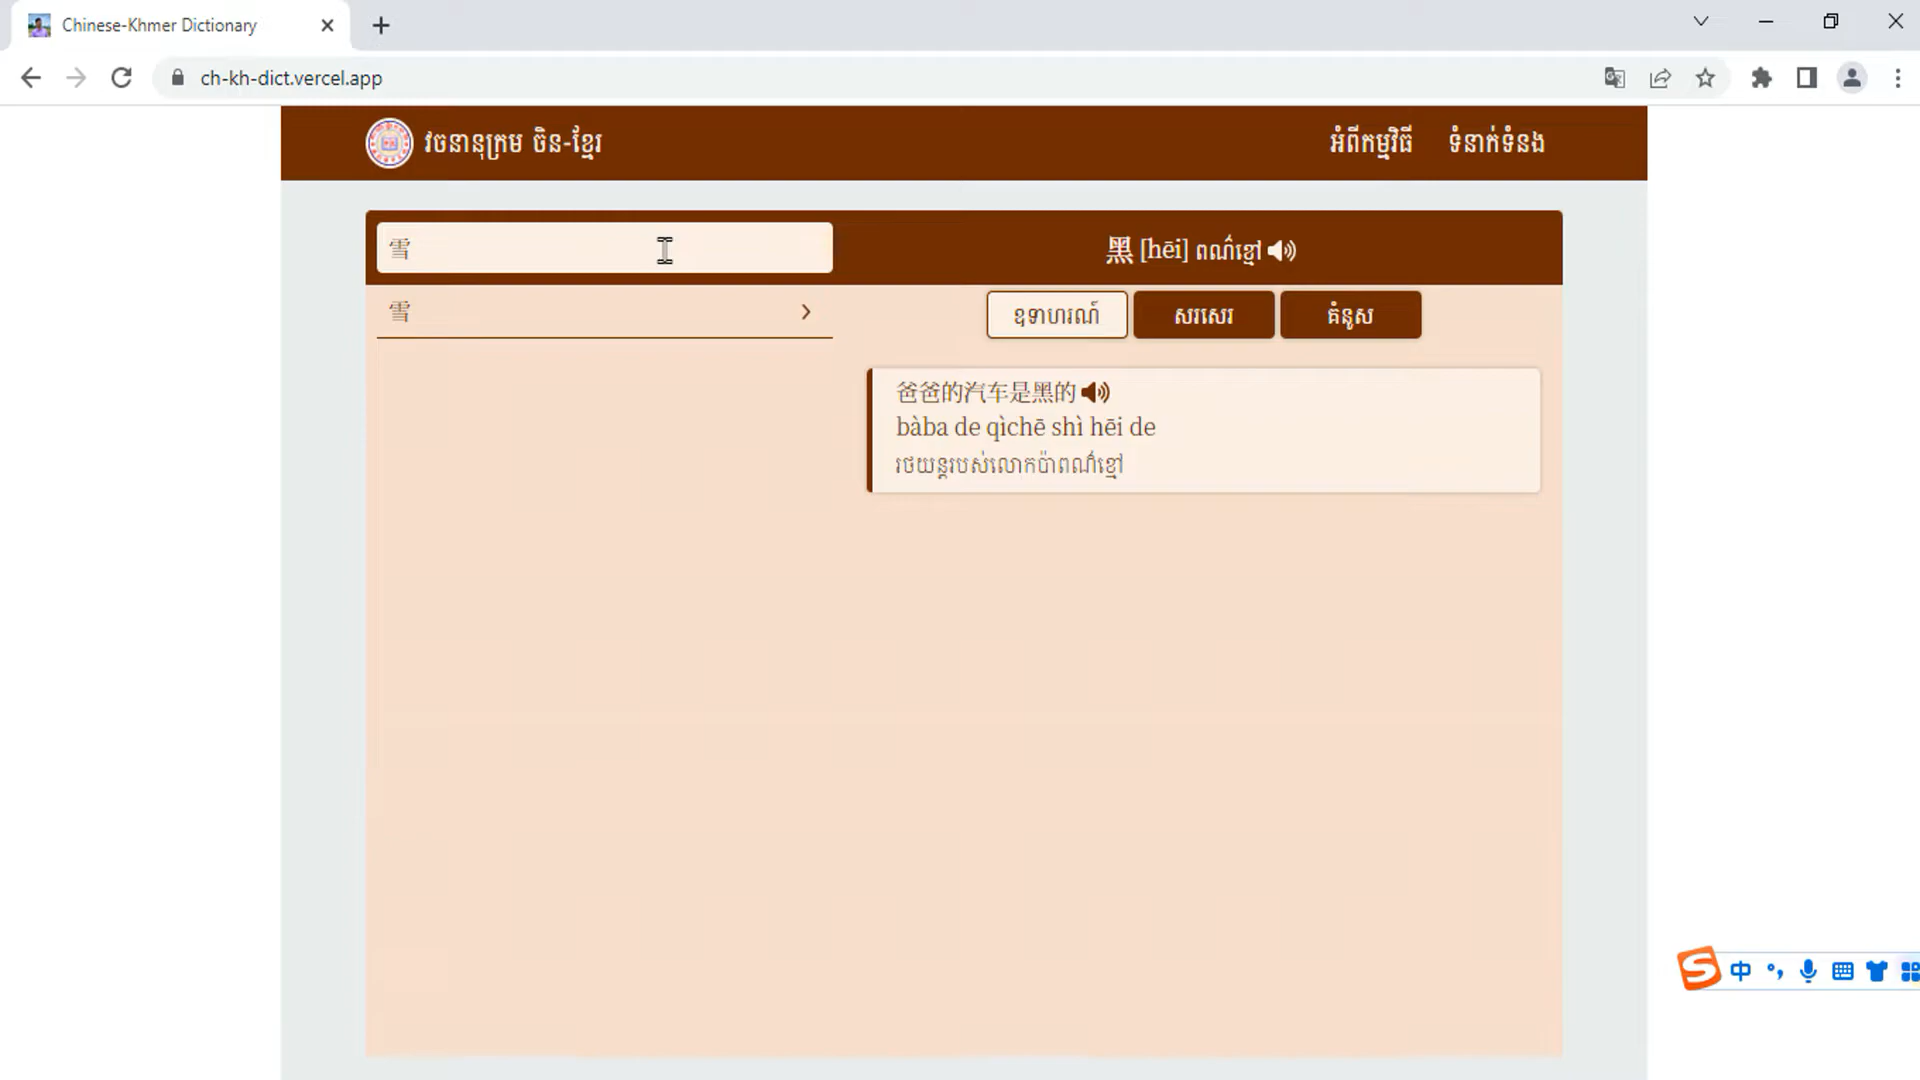 Chinese-Khmer Dictionary
ch-kh-dict.vercel.app
វចនានុក្រម ចិន-ខ្មែរ
អំពីកម្មវិធី
ទំនាក់ទំនង
雪
黑 [hēi] ពណ៌ខ្មៅ
雪
ឧទាហរណ៍
សរសេរ
គំនូស
爸爸的汽车是黑的
bàba de qìchē shì hēi de
រថយន្តរបស់លោកប៉ាពណ៌ខ្មៅ
中